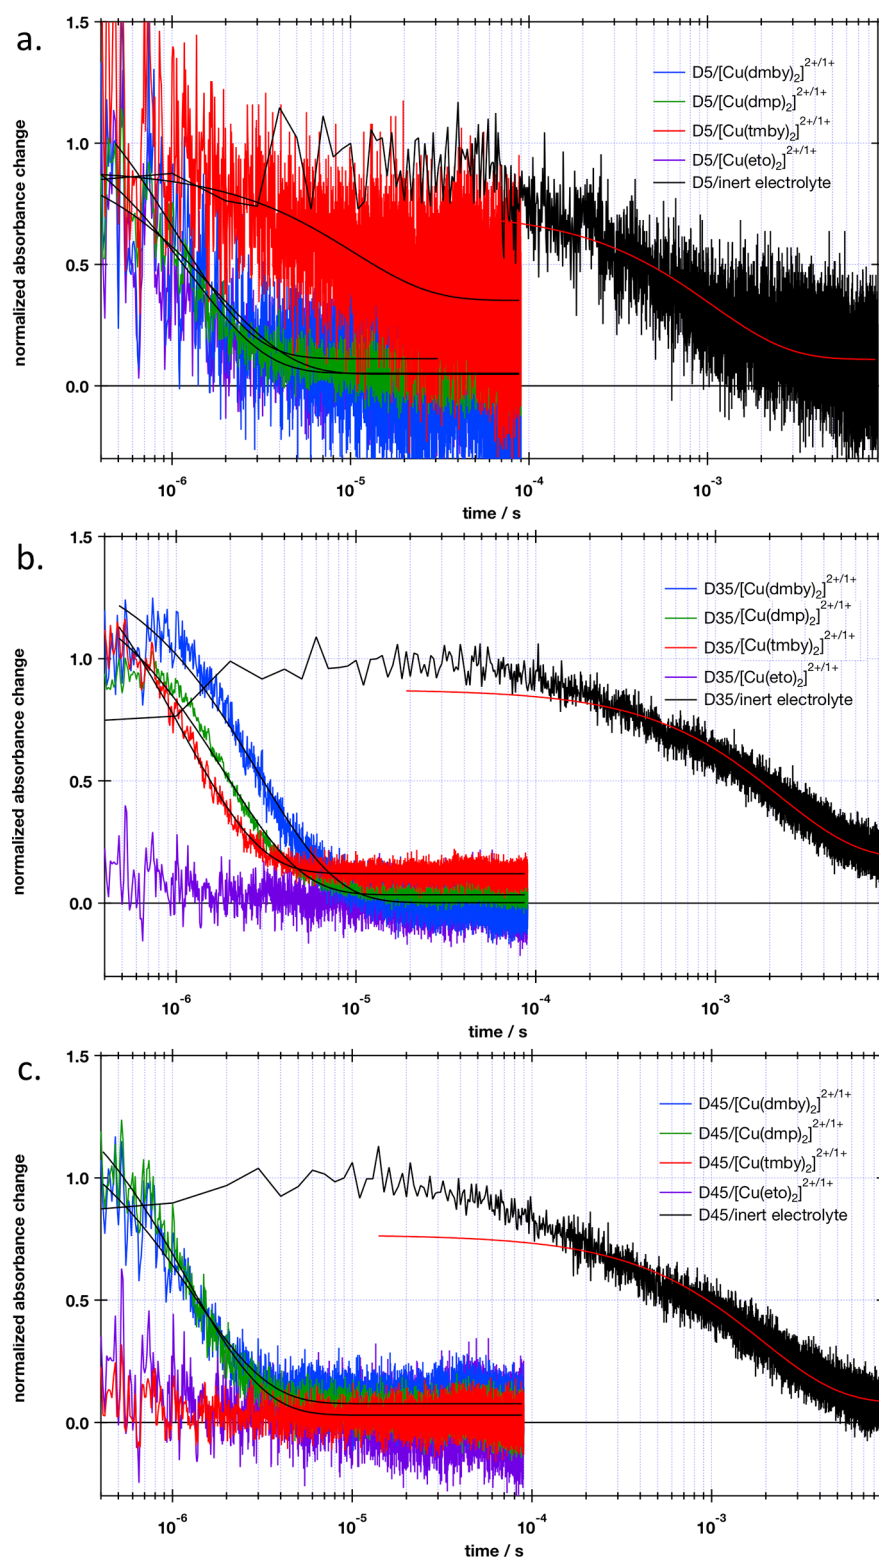 a.
1.5
1.0
0.5
0.0
normalized absorbance change
D5/[Cu(dmby)₂]²⁺/¹⁺
D5/[Cu(dmp)₂]²⁺/¹⁺
D5/[Cu(tmby)₂]²⁺/¹⁺
D5/[Cu(eto)₂]²⁺/¹⁺
D5/inert electrolyte
10⁻⁶ 10⁻⁵ 10⁻⁴ 10⁻³
time / s
b.
1.5
1.0
0.5
0.0
normalized absorbance change
D35/[Cu(dmby)₂]²⁺/¹⁺
D35/[Cu(dmp)₂]²⁺/¹⁺
D35/[Cu(tmby)₂]²⁺/¹⁺
D35/[Cu(eto)₂]²⁺/¹⁺
D35/inert electrolyte
10⁻⁶ 10⁻⁵ 10⁻⁴ 10⁻³
time / s
c.
1.5
1.0
0.5
0.0
normalized absorbance change
D45/[Cu(dmby)₂]²⁺/¹⁺
D45/[Cu(dmp)₂]²⁺/¹⁺
D45/[Cu(tmby)₂]²⁺/¹⁺
D45/[Cu(eto)₂]²⁺/¹⁺
D45/inert electrolyte
10⁻⁶ 10⁻⁵ 10⁻⁴ 10⁻³
time / s